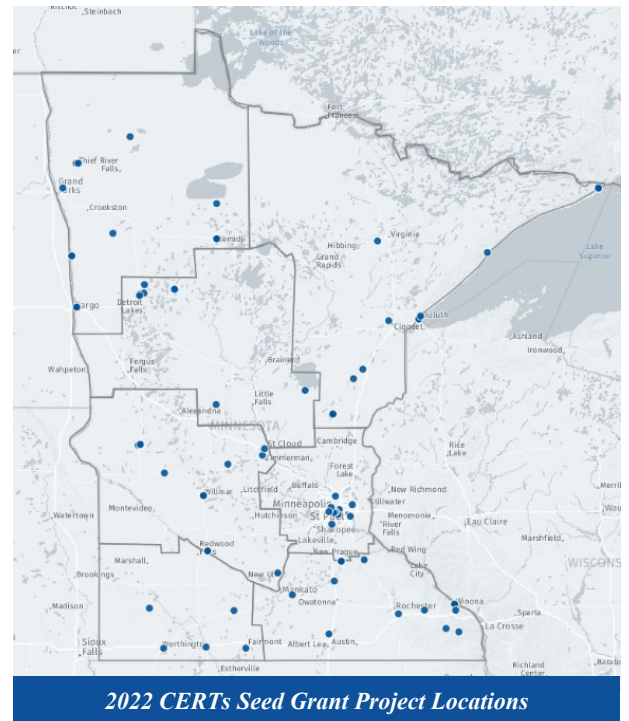 Steinbach
Lake of the
Woods
Fort
Frances
Thief River
Falls
Grand
Forks
Crookston
Bemidji
Hibbing
Virginia
Grand
Rapids
Lake
Superior
Detroit
Lakes
Fargo
Duluth
Cloquet
Ashland
Ironwood
Wahpeton
Fergus
Falls
Brainerd
Little
Falls
Alexandria
MINNESOTA
St Cloud
Cambridge
Zimmerman
Rice
Lake
Forest
Lake
Buffalo
New Richmond
Willmar
Litchfield
Minneapolis
Stillwater
Watertown
Montevideo
Hutchinson
St Paul
Menomonie
Eau Claire
Shakopee
River
Falls
Marshfield
Lakeville
Redwood
Falls
New Prague
Red Wing
Marshall
Lake
City
WISCONS
Brookings
New Ulm
Mankato
Owatonna
Rochester
Winona
Madison
Sparta
La Crosse
Sioux
Falls
Worthington
Fairmont
Albert Lea
Austin
Estherville
Richland
Center
Barabo
2022 CERTs Seed Grant Project Locations